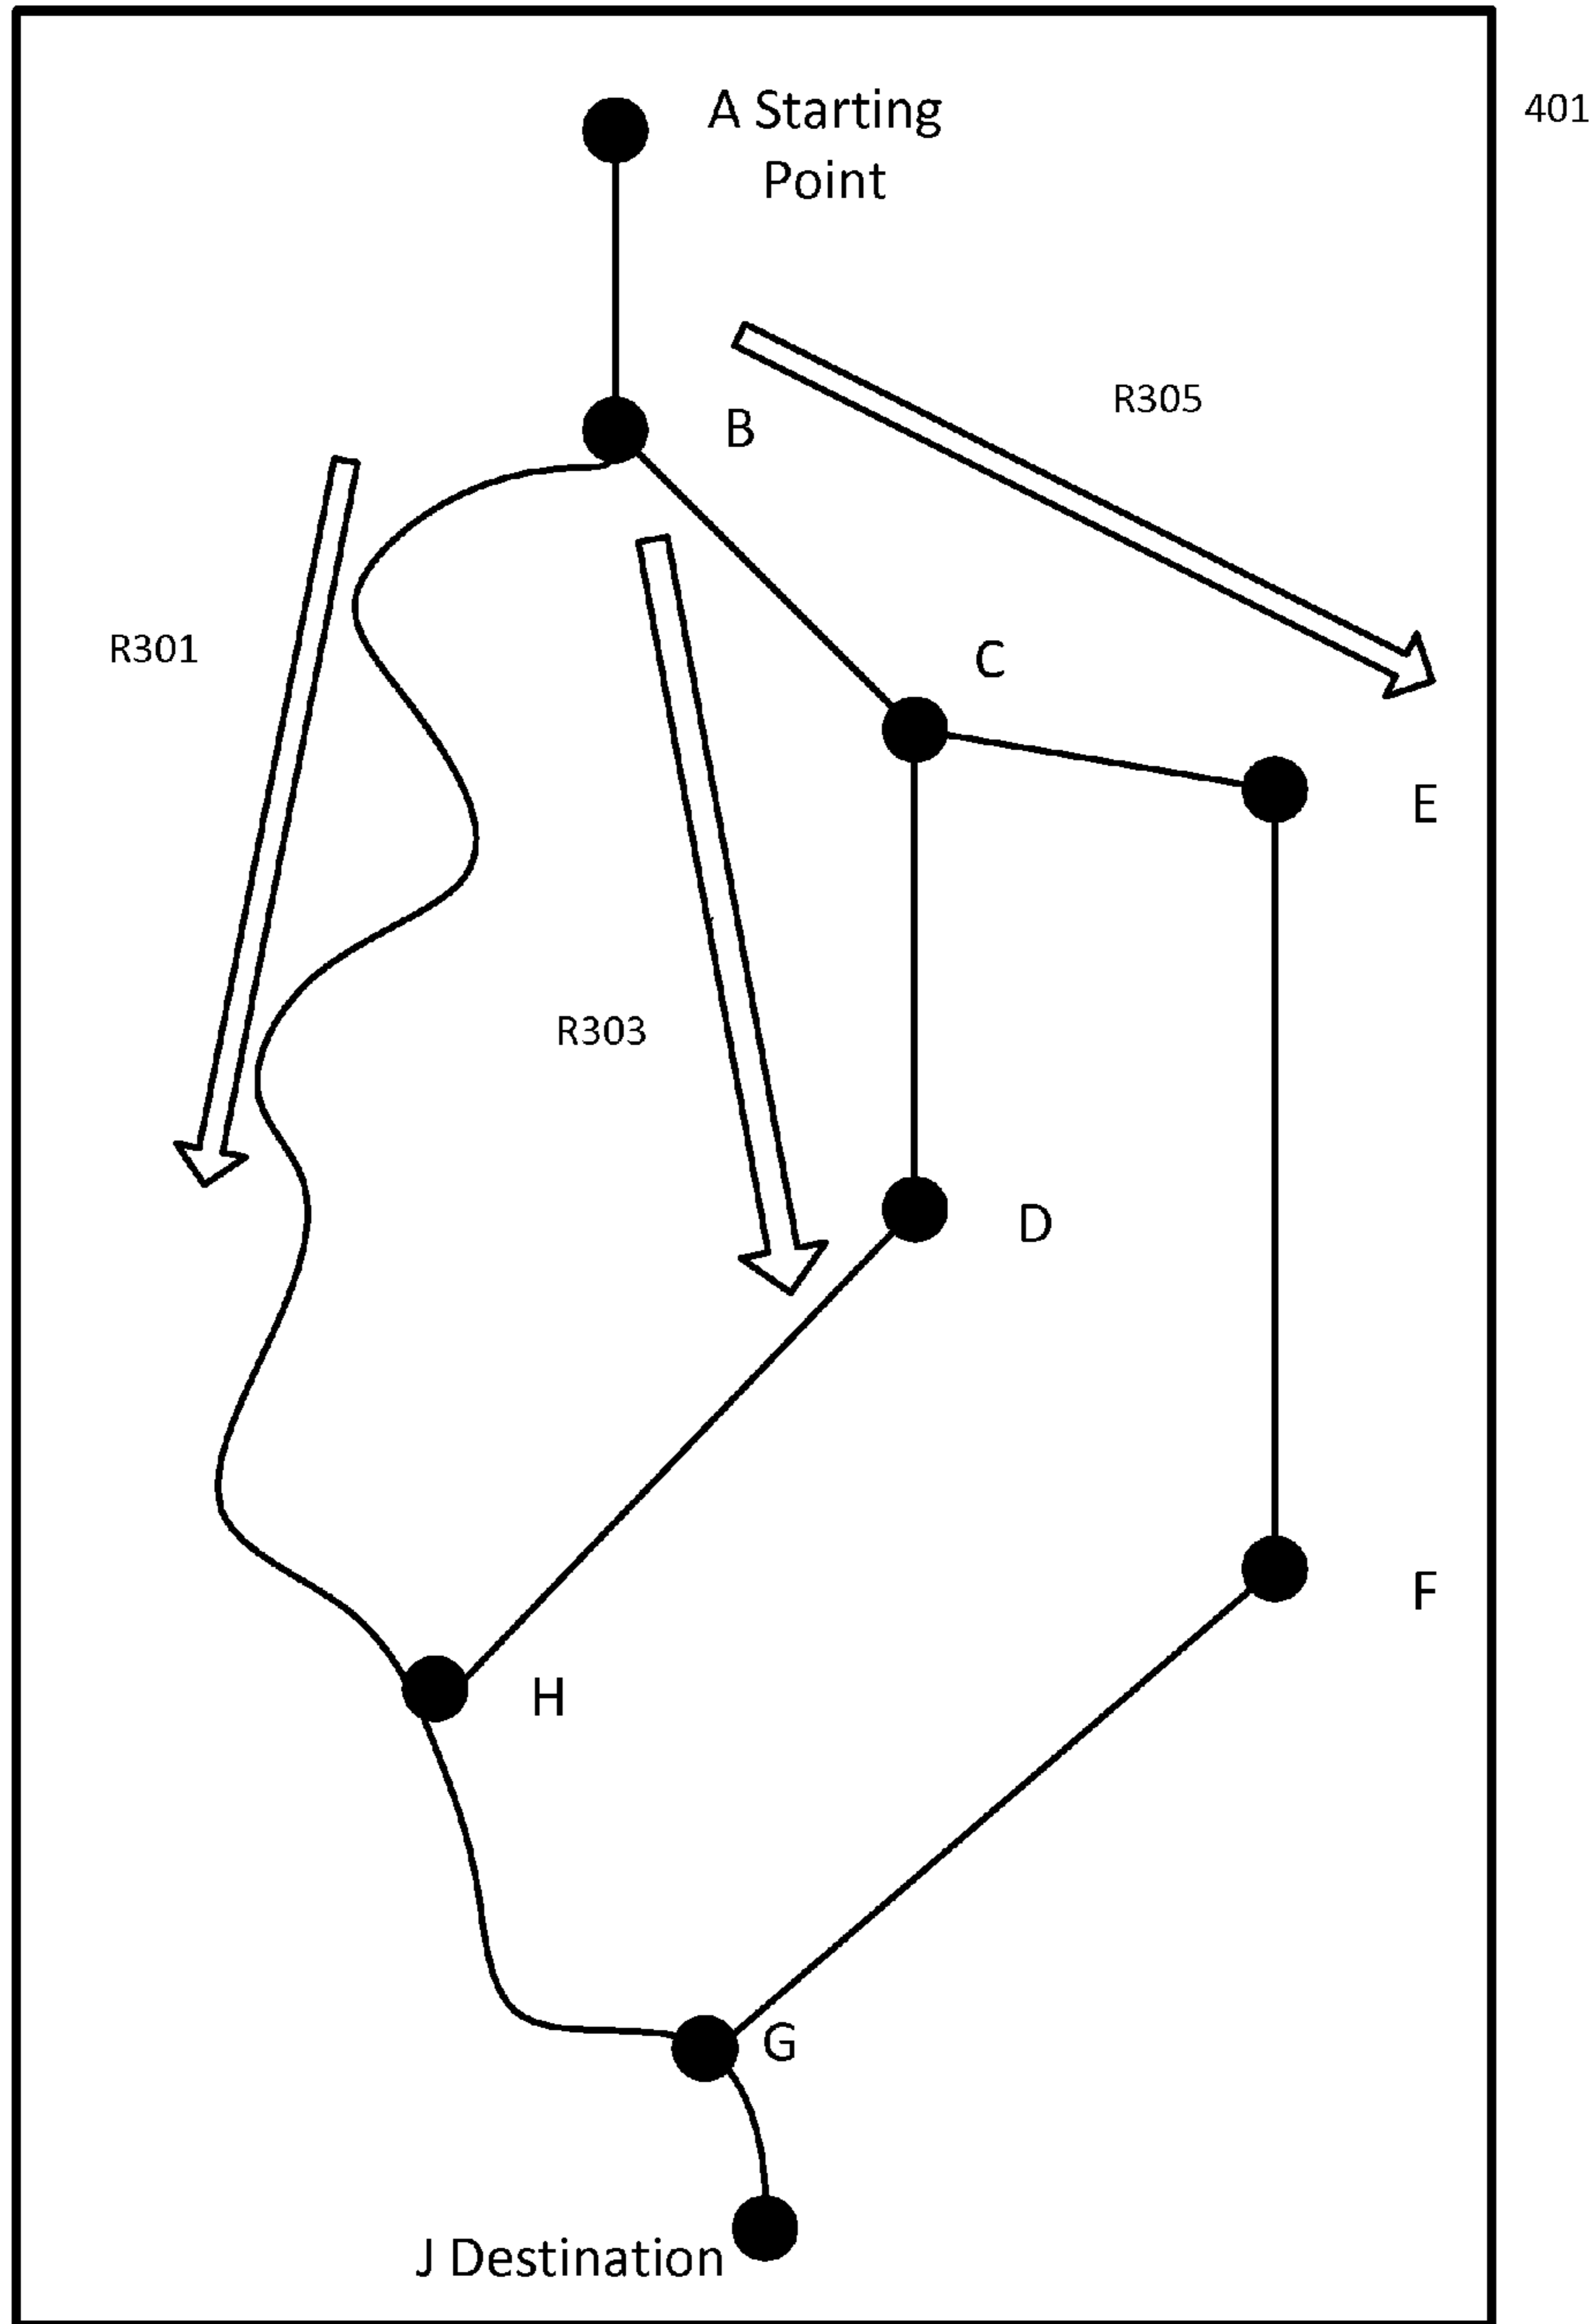 A Starting
Point
401
R305
B
R301
C
E
R303
D
F
H
G
J Destination